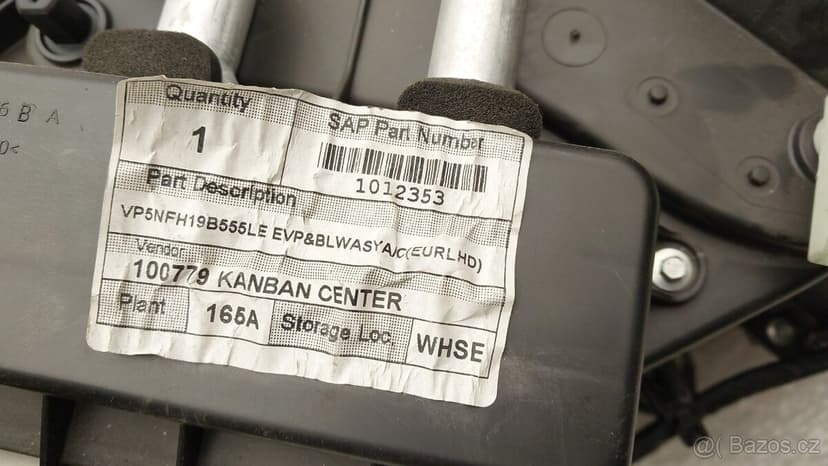 6 B A
Quantity
1
SAP Part Number
1012353
Part Description
VP5NFH19B555LE EVP&BLWASYA/C(EURLHD)
Vendor
100779 KANBAN CENTER
Plant
165A
Storage Loc.
WHSE
@( Bazos.cz